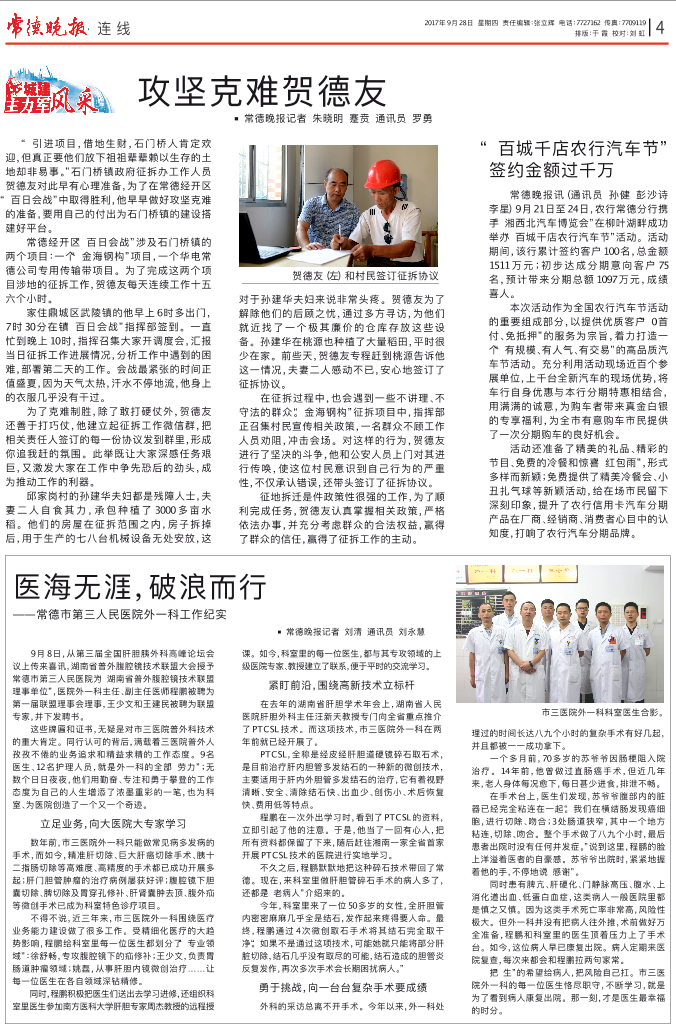 常德晚报·连线
2017年9月28日 星期四 责任编辑:张立辉 电话:7727162 传真:7709119
排版:于 霞 校对:刘 虹
4
城建
主力军
风采
攻坚克难贺德友
■ 常德晚报记者 朱晓明 蹇贲 通讯员 罗勇
“ 引进项目,借地生财,石门桥人肯定欢
迎,但真正要他们放下祖祖辈辈赖以生存的土
地却非易事。”石门桥镇政府征拆办工作人员
贺德友对此早有心理准备,为了在常德经开区
“ 百日会战”中取得胜利,他早早做好攻坚克难
的准备,要用自己的付出为石门桥镇的建设搭
建好平台。
常德经开区 百日会战”涉及石门桥镇的
两个项目:一个 金海钢构”项目,一个华电常
德公司专用传输带项目。为了完成这两个项
目涉地的征拆工作,贺德友每天连续工作十五
六个小时。
家住鼎城区武陵镇的他早上6时多出门,
7时30分在镇 百日会战”指挥部签到。一直
忙到晚上10时,指挥召集大家开调度会,汇报
当日征拆工作进展情况,分析工作中遇到的困
难,部署第二天的工作。会战最紧张的时间正
值盛夏,因为天气太热,汗水不停地流,他身上
的衣服几乎没有干过。
为了克难制胜,除了敢打硬仗外,贺德友
还善于打巧仗,他建立起征拆工作微信群,把
相关责任人签订的每一份协议发到群里,形成
你追我赶的氛围。此举既让大家深感任务艰
巨,又激发大家在工作中争先恐后的劲头,成
为推动工作的利器。
邱家岗村的孙建华夫妇都是残障人士,夫
妻二人自食其力,承包种植了3000多亩水
稻。他们的房屋在征拆范围之内,房子拆掉
后,用于生产的七八台机械设备无处安放,这
贺德友 (左) 和村民签订征拆协议
对于孙建华夫妇来说非常头疼。贺德友为了
解除他们的后顾之忧,通过多方寻访,为他们
就近找了一个极其廉价的仓库存放这些设
备。孙建华在桃源也种植了大量稻田,平时很
少在家。前些天,贺德友专程赶到桃源告诉他
这一情况,夫妻二人感动不已,安心地签订了
征拆协议。
在征拆过程中,也会遇到一些不讲理、不
守法的群众。“ 金海钢构”征拆项目中,指挥部
正召集村民宣传相关政策,一名群众不顾工作
人员劝阻,冲击会场。对这样的行为,贺德友
进行了坚决的斗争,他和公安人员上门对其进
行传唤,使这位村民意识到自己行为的严重
性,不仅承认错误,还带头签订了征拆协议。
征地拆迁是件政策性很强的工作,为了顺
利完成任务,贺德友认真掌握相关政策,严格
依法办事,并充分考虑群众的合法权益,赢得
了群众的信任,赢得了征拆工作的主动。
“ 百城千店农行汽车节”
签约金额过千万
常德晚报讯 (通讯员 孙健 彭沙诗
李星) 9月21日至24日,农行常德分行携
手 湘西北汽车博览会”在柳叶湖畔成功
举办 百城千店农行汽车节”活动。活动
期间,该行累计签约客户100名,总金额
1511万元;初步达成分期意向客户75
名,预计带来分期总额1097万元,成绩
喜人。
本次活动作为全国农行汽车节活动
的重要组成部分,以提供优质客户 0首
付、免抵押”的服务为宗旨,着力打造一
个 有规模、有人气、有交易”的高品质汽
车节活动。充分利用活动现场近百个参
展单位,上千台全新汽车的现场优势,将
车行自身优惠与本行分期特惠相结合,
用满满的诚意,为购车者带来真金白银
的专享福利,为全市有意购车市民提供
了一次分期购车的良好机会。
活动还准备了精美的礼品、精彩的
节目、免费的冷餐和惊喜 红包雨”,形式
多样而新颖;免费提供了精美冷餐会、小
丑扎气球等新颖活动,给在场市民留下
深刻印象,提升了农行信用卡汽车分期
产品在厂商、经销商、消费者心目中的认
知度,打响了农行汽车分期品牌。
医海无涯,破浪而行
——常德市第三人民医院外一科工作纪实
■ 常德晚报记者 刘清 通讯员 刘永慧
9月8日,从第三届全国肝胆胰外科高峰论坛会
议上传来喜讯,湖南省普外腹腔镜技术联盟大会授予
常德市第三人民医院为 湖南省普外腹腔镜技术联盟
理事单位”,医院外一科主任、副主任医师程鹏被聘为
第一届联盟理事会理事,王少文和王建民被聘为联盟
专家,并下发聘书。
这些牌匾和证书,无疑是对市三医院普外科技术
的重大肯定。同行认可的背后,满载着三医院普外人
孜孜不倦的业务追求和精益求精的工作态度。9名
医生、12名护理人员,就是外一科的全部 劳力”;无
数个日日夜夜,他们用勤奋、专注和勇于攀登的工作
态度为自己的人生增添了浓墨重彩的一笔,也为科
室、为医院创造了一个又一个奇迹。
立足业务,向大医院大专家学习
数年前,市三医院外一科只能做常见病多发病的
手术,而如今,精准肝切除、巨大肝癌切除手术、胰十
二指肠切除等高难度、高精度的手术都已成功开展多
起;肝门胆管肿瘤的治疗病例屡获好评;腹腔镜下胆
囊切除、脾切除及胃穿孔修补、肝肾囊肿去顶、腹外疝
等微创手术已成为科室特色诊疗项目。
不得不说,近三年来,市三医院外一科围绕医疗
业务能力建设做了很多工作。受精细化医疗的大趋
势影响,程鹏给科室里每一位医生都划分了 专业领
域”:徐舒畅,专攻腹腔镜下的疝修补;王少文,负责胃
肠道肿瘤领域;姚磊,从事肝胆内镜微创治疗……让
每一位医生在各自领域深钻精修。
同时,程鹏积极把医生们送出去学习进修,还组织科
室里医生参加南方医科大学肝胆专家周杰教授的远程授
课。如今,科室里的每一位医生,都与其专攻领域的上
级医院专家、教授建立了联系,便于平时的交流学习。
紧盯前沿,围绕高新技术立标杆
在去年的湖南省肝胆学术年会上,湖南省人民
医院肝胆外科主任汪新天教授专门向全省重点推介
了PTCSL技术。而这项技术,市三医院外一科在两
年前就已经开展了。
PTCSL,全称是经皮经肝胆道硬镜碎石取石术,
是目前治疗肝内胆管多发结石的一种新的微创技术,
主要适用于肝内外胆管多发结石的治疗,它有着视野
清晰、安全、清除结石快、出血少、创伤小、术后恢复
快、费用低等特点。
程鹏在一次外出学习时,看到了PTCSL的资料,
立即引起了他的注意。于是,他当了一回有心人,把
所有资料都保留了下来,随后赶往湘南一家全省首家
开展PTCSL技术的医院进行实地学习。
不久之后,程鹏默默地把这种碎石技术带回了常
德。现在,来科室里做肝胆管碎石手术的病人多了,
还都是 老病人”介绍来的。
今年,科室里来了一位50多岁的女性,全肝胆管
内密密麻麻几乎全是结石,发作起来疼得要人命。最
终,程鹏通过4次微创取石手术将其结石完全取干
净;如果不是通过这项技术,可能她就只能将部分肝
脏切除,结石几乎没有取尽的可能,结石造成的胆管炎
反复发作,再次多次手术会长期困扰病人。”
勇于挑战,向一台台复杂手术要成绩
外科的采访总离不开手术。今年以来,外一科处
市三医院外一科科室医生合影。
理过的时间长达八九个小时的复杂手术有好几起,
并且都被一一成功拿下。
一个多月前,70多岁的苏爷爷因肠梗阻入院
治疗。14年前,他曾做过直肠癌手术,但近几年
来,老人身体每况愈下,每日甚少进食,排泄不畅。
在手术台上,医生们发现,苏爷爷腹部内的脏
器已经完全粘连在一起。“ 我们在横结肠发现癌细
胞,进行切除、吻合;3处肠道狭窄,其中一个地方
粘连,切除、吻合。整个手术做了八九个小时,最后
患者出院时没有任何并发症。”说到这里,程鹏的脸
上洋溢着医者的自豪感。苏爷爷出院时,紧紧地握
着他的手,不停地说 感谢”。
同时患有脾亢、肝硬化、门静脉高压、腹水、上
消化道出血、低蛋白血症,这类病人一般医院里都
是慎之又慎。因为这类手术死亡率非常高,风险性
极大。但外一科并没有把病人往外推,术前做好万
全准备,程鹏和科室里的医生顶着压力上了手术
台。如今,这位病人早已康复出院。病人定期来医
院复查,每次来都会和程鹏拉两句家常。
把 生”的希望给病人,把风险自己扛。市三医
院外一科的每一位医生恪尽职守,不断学习,就是
为了看到病人康复出院。那一刻,才是医生最幸福
的时分。